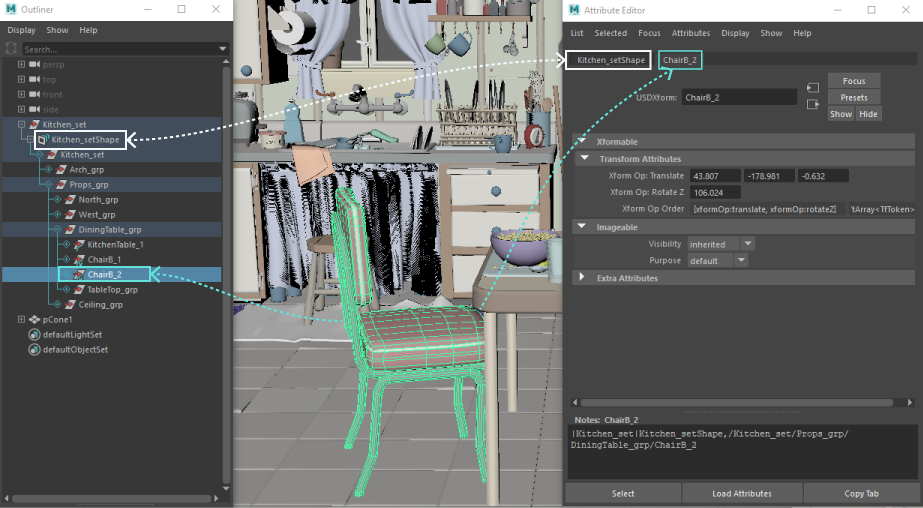 Outliner
Display Show Help
Search...
persp
top
front
side
Kitchen_set
Kitchen_setShape
Kitchen_set
Arch_grp
Props_grp
North_grp
West_grp
DiningTable_grp
KitchenTable_1
ChairB_1
ChairB_2
TableTop_grp
Ceiling_grp
pCone1
defaultLightSet
defaultObjectSet
Attribute Editor
List Selected Focus Attributes Display Show Help
Kitchen_setShape ChairB_2
USDXform: ChairB_2
Focus
Presets
Show Hide
Xformable
Transform Attributes
Xform Op: Translate 43.807 -178.981 -0.632
Xform Op: Rotate Z 106.024
Xform Op Order [xformOp:translate, xformOp:rotateZ] tArray<TfToken>
Imageable
Visibility inherited
Purpose default
Extra Attributes
Notes: ChairB_2
|Kitchen_set|Kitchen_setShape,/Kitchen_set/Props_grp/
DiningTable_grp/ChairB_2
Select Load Attributes Copy Tab